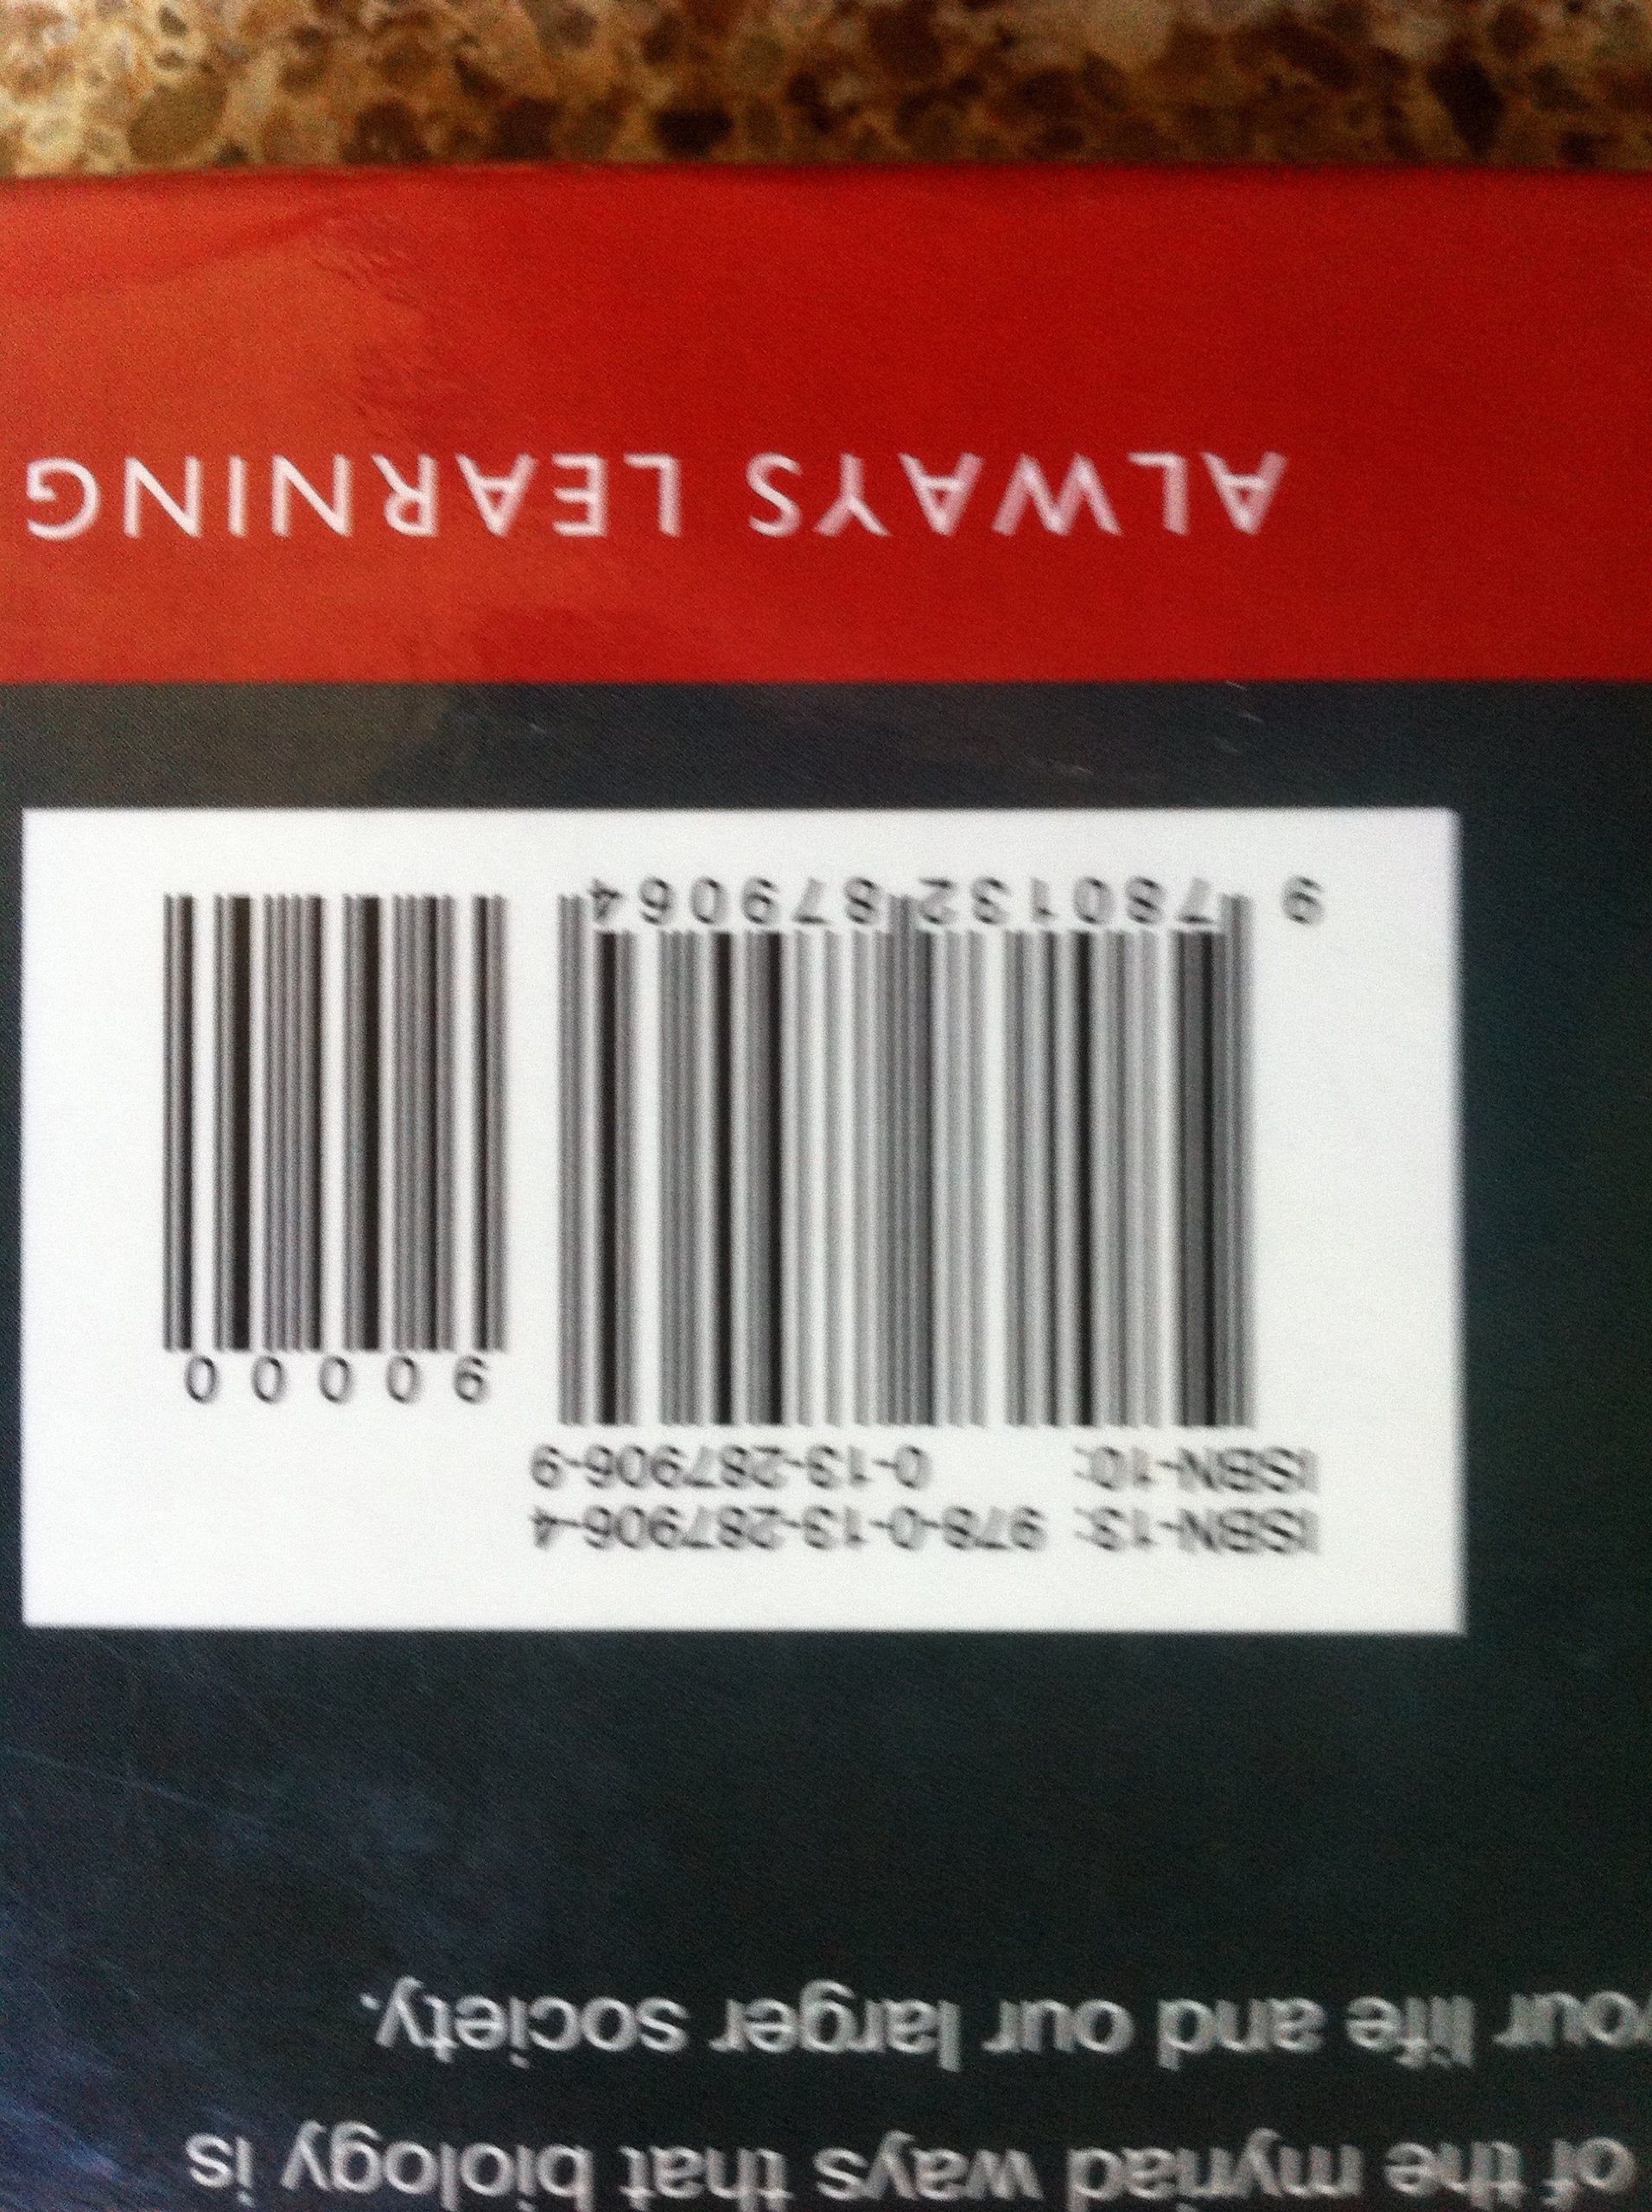 of the myriad ways that biology is
your life and our larger society.
ISBN-13: 978-0-13-287906-4
ISBN-10: 0-13-287906-9
90000
9 780132 879064
ALWAYS LEARNING